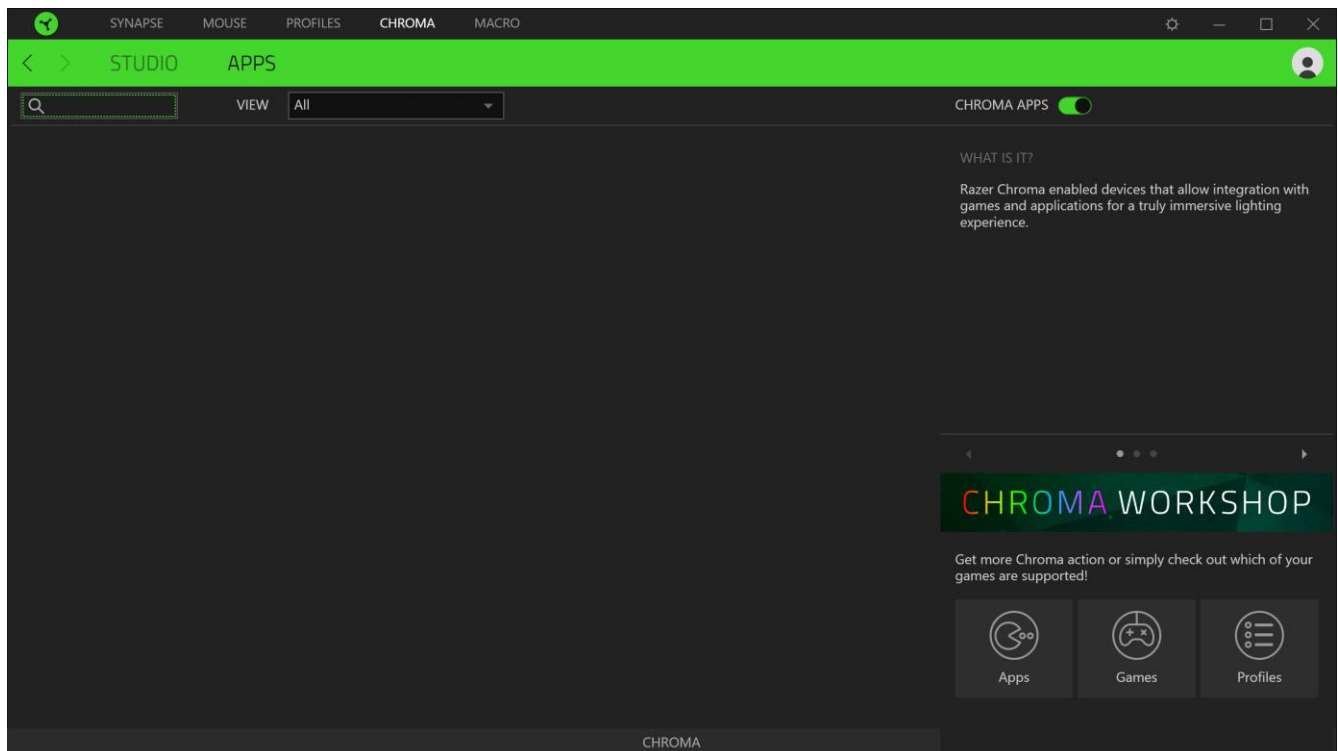 SYNAPSE MOUSE PROFILES CHROMA MACRO
STUDIO APPS
VIEW All
CHROMA APPS
WHAT IS IT?
Razer Chroma enabled devices that allow integration with
games and applications for a truly immersive lighting
experience.
CHROMA WORKSHOP
Get more Chroma action or simply check out which of your
games are supported!
Apps Games Profiles
CHROMA